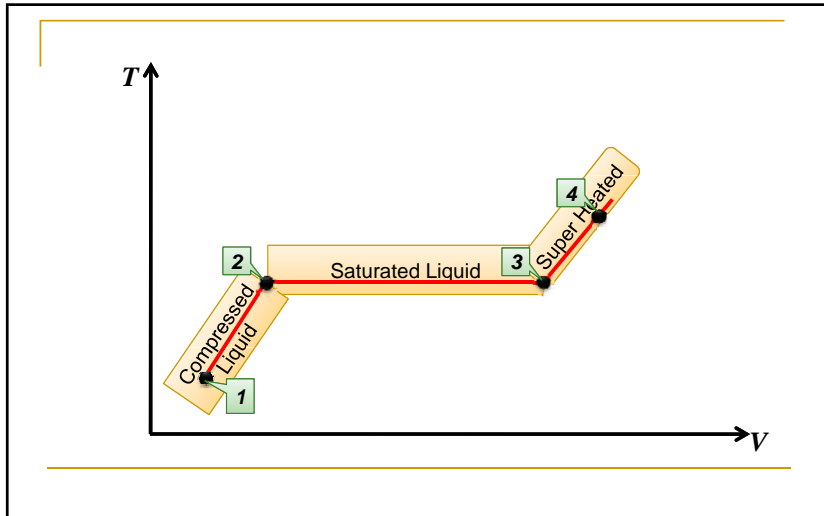 T
4
Super Heated
2
Saturated Liquid
3
Compressed
Liquid
1
V